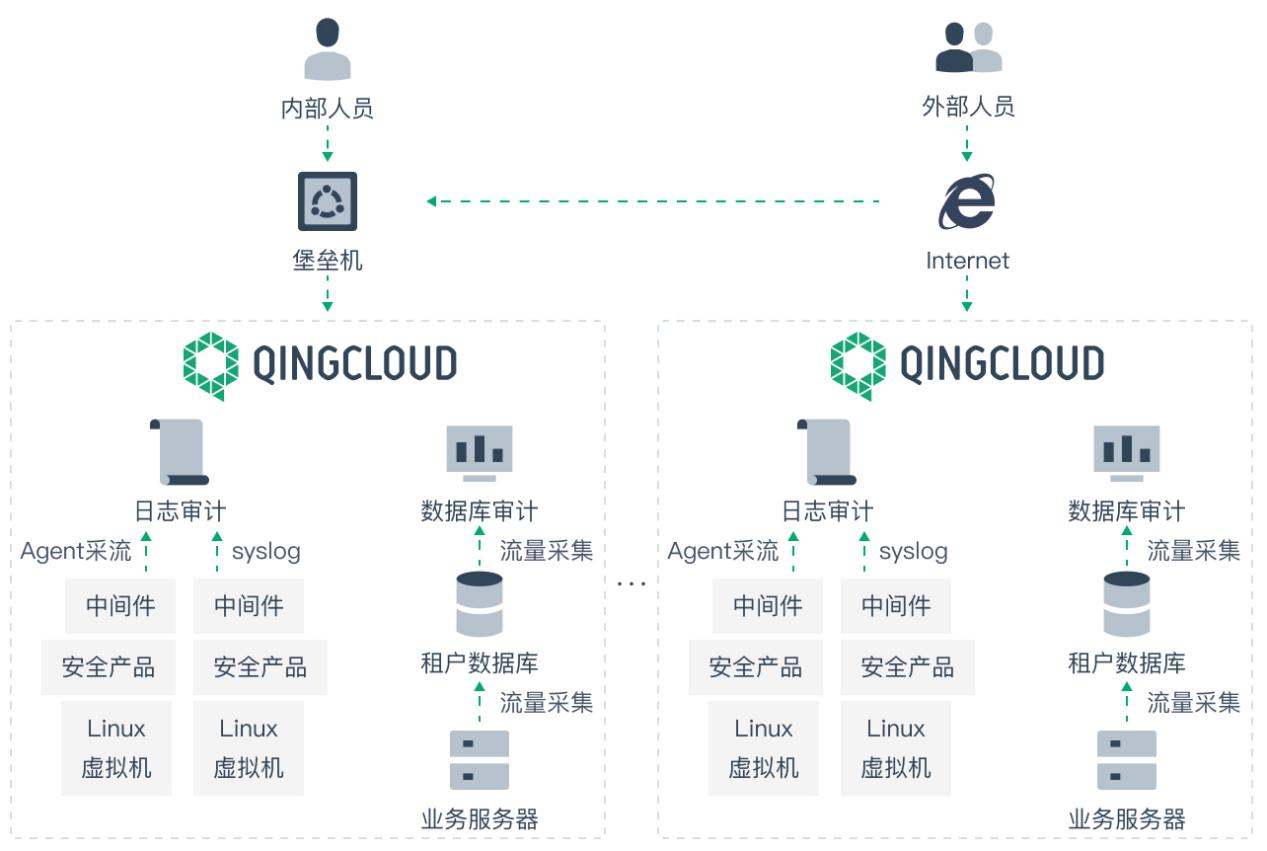 内部人员
外部人员
堡垒机
Internet
QINGCLOUD
日志审计
数据库审计
Agent采流
syslog
流量采集
中间件
中间件
安全产品
安全产品
租户数据库
流量采集
Linux
虚拟机
Linux
虚拟机
业务服务器
...
QINGCLOUD
日志审计
数据库审计
Agent采流
syslog
流量采集
中间件
中间件
安全产品
安全产品
租户数据库
流量采集
Linux
虚拟机
Linux
虚拟机
业务服务器